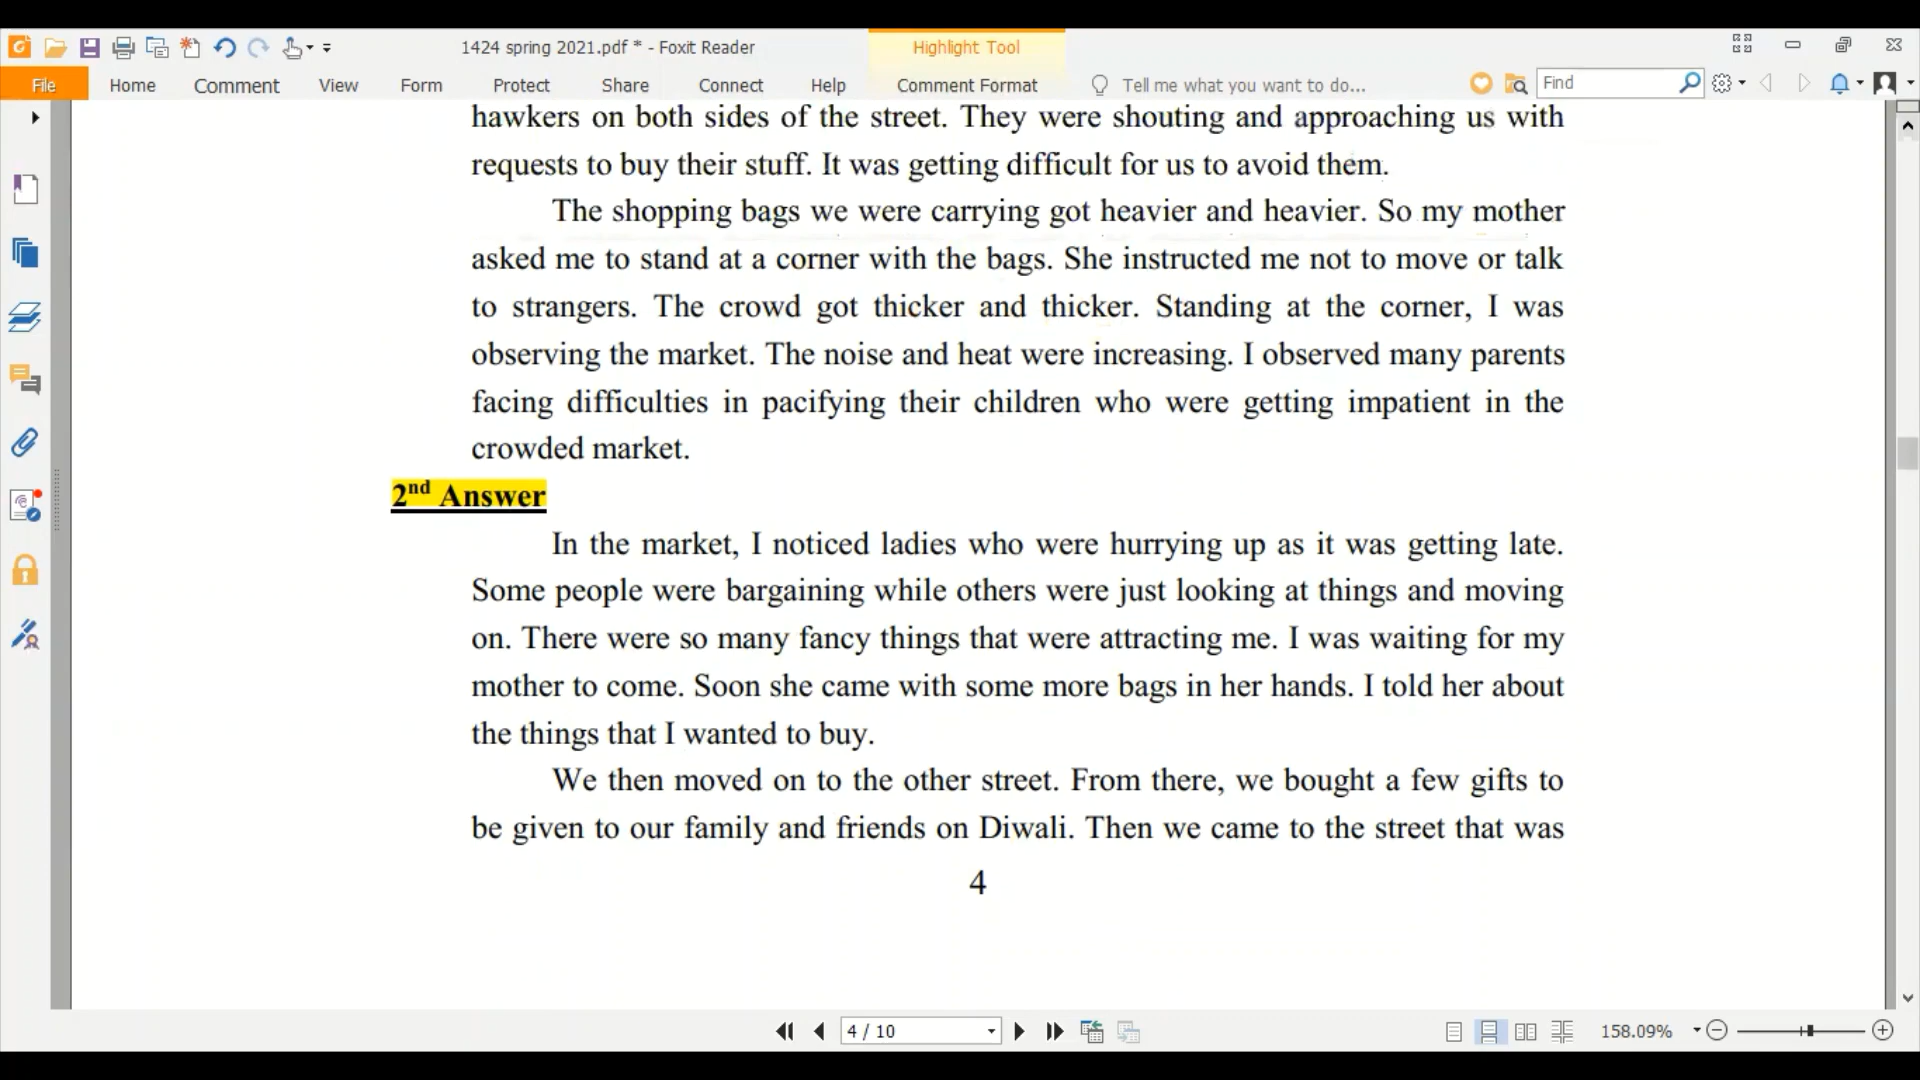 1424 spring 2021.pdf * - Foxit Reader
Highlight Tool
File Home Comment View Form Protect Share Connect Help Comment Format Tell me what you want to do... Find
hawkers on both sides of the street. They were shouting and approaching us with
requests to buy their stuff. It was getting difficult for us to avoid them.
The shopping bags we were carrying got heavier and heavier. So my mother
asked me to stand at a corner with the bags. She instructed me not to move or talk
to strangers. The crowd got thicker and thicker. Standing at the corner, I was
observing the market. The noise and heat were increasing. I observed many parents
facing difficulties in pacifying their children who were getting impatient in the
crowded market.
2nd Answer
In the market, I noticed ladies who were hurrying up as it was getting late.
Some people were bargaining while others were just looking at things and moving
on. There were so many fancy things that were attracting me. I was waiting for my
mother to come. Soon she came with some more bags in her hands. I told her about
the things that I wanted to buy.
We then moved on to the other street. From there, we bought a few gifts to
be given to our family and friends on Diwali. Then we came to the street that was
4
4 / 10
158.09%